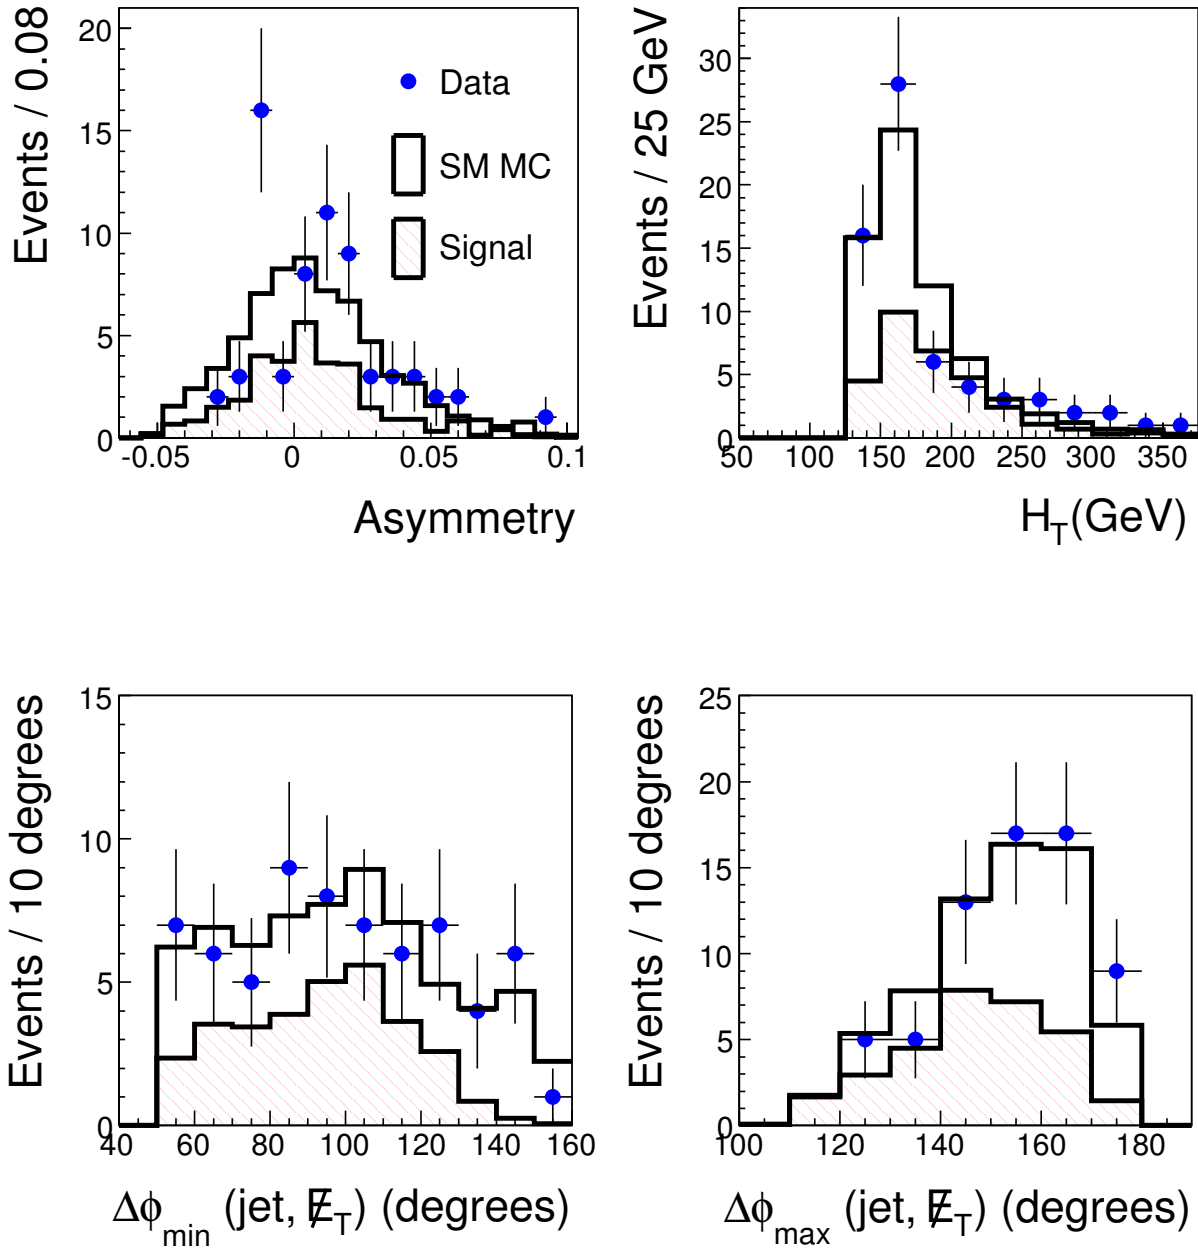 Events / 0.08
20
15
10
5
0
-0.05 0 0.05 0.1
Asymmetry
Data
SM MC
Signal
Events / 25 GeV
30
25
20
15
10
5
0
50 100 150 200 250 300 350
H_T(GeV)
Events / 10 degrees
15
10
5
0
40 60 80 100 120 140 160
Δϕ_min (jet, E̸_T) (degrees)
Events / 10 degrees
25
20
15
10
5
0
100 120 140 160 180
Δϕ_max (jet, E̸_T) (degrees)